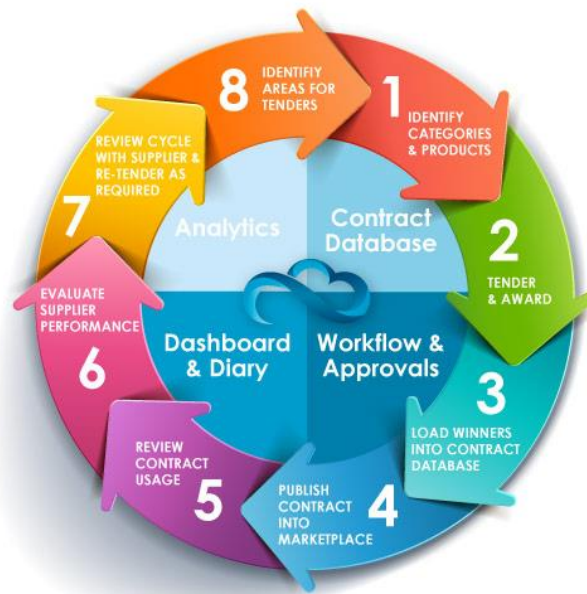 8
IDENTIFIY
AREAS FOR
TENDERS
1
IDENTIFY
CATEGORIES
& PRODUCTS
2
TENDER
& AWARD
3
LOAD WINNERS
INTO CONTRACT
DATABASE
4
PUBLISH
CONTRACT
INTO
MARKETPLACE
5
REVIEW
CONTRACT
USAGE
6
EVALUATE
SUPPLIER
PERFORMANCE
7
REVIEW CYCLE
WITH SUPPLIER &
RE-TENDER AS
REQUIRED
Analytics
Contract
Database
Dashboard
& Diary
Workflow &
Approvals